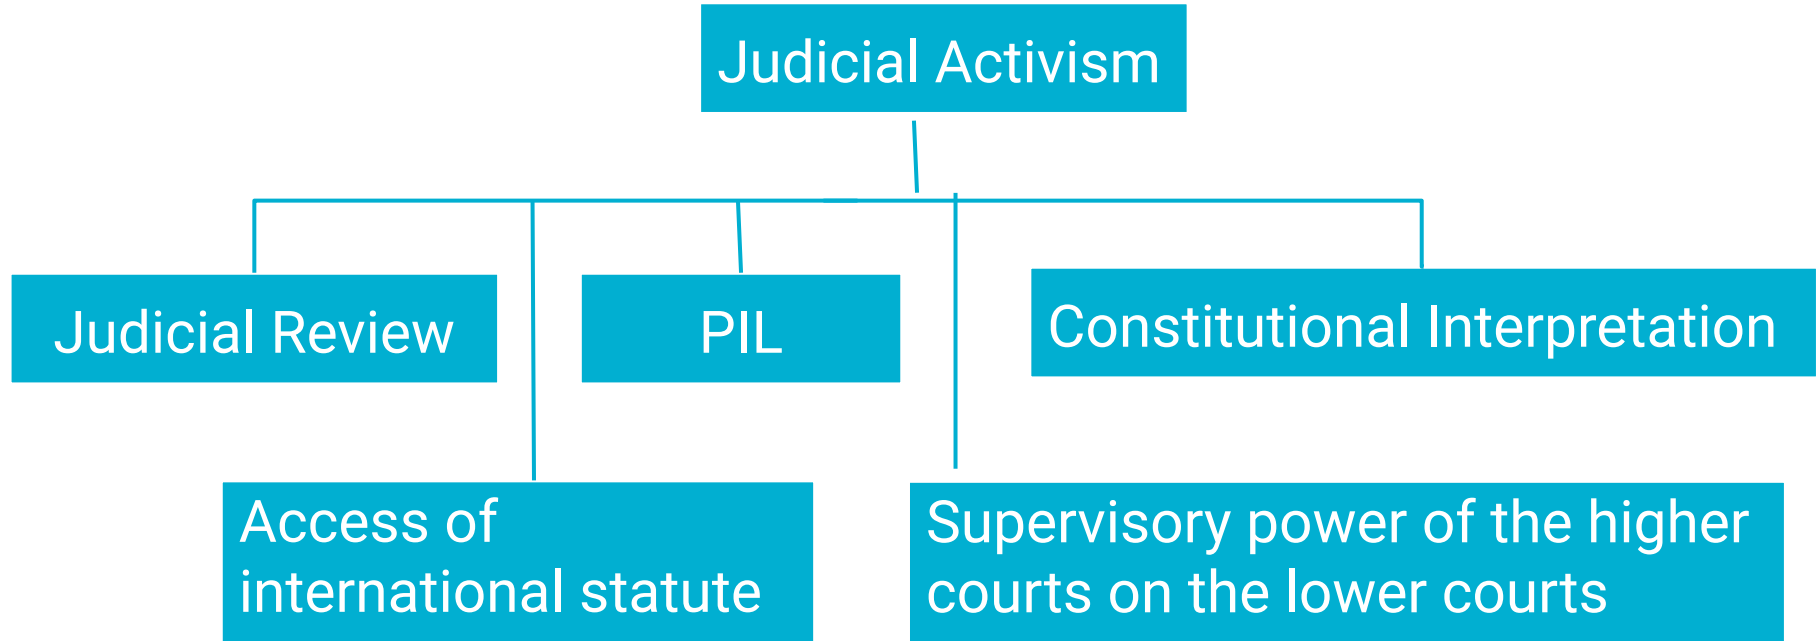 Judicial Activism
Judicial Review
PIL
Constitutional Interpretation
Access of
international statute
Supervisory power of the higher
courts on the lower courts